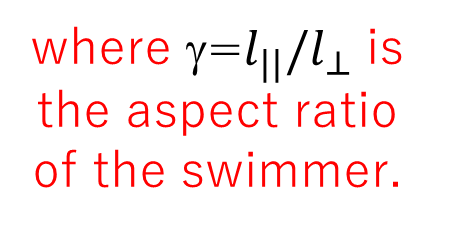 where γ=l||/l⊥ is
the aspect ratio
of the swimmer.